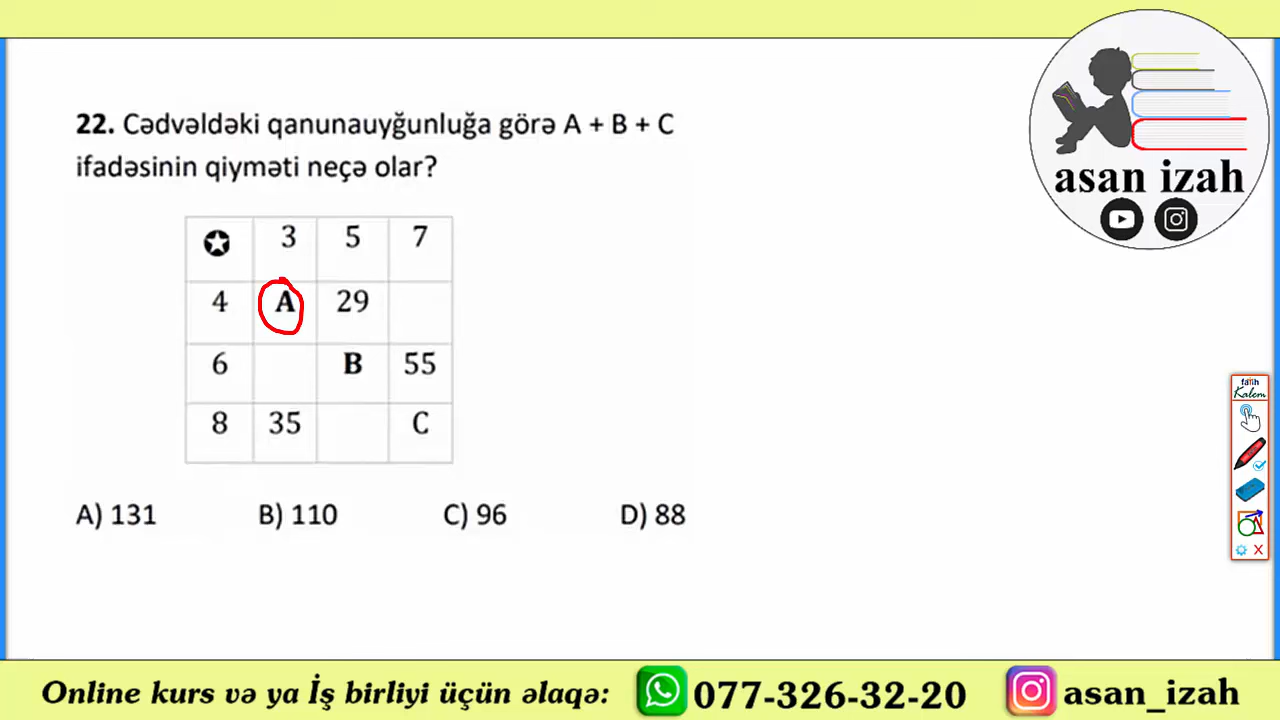 asan izah
22. Cədvəldəki qanunauyğunluğa görə A + B + C
ifadəsinin qiyməti neçə olar?
✪ 3 5 7
4 A 29
6 B 55
8 35 C
A) 131 B) 110 C) 96 D) 88
fatih
Kalem
Online kurs və ya İş birliyi üçün əlaqə: 077-326-32-20 asan_izah